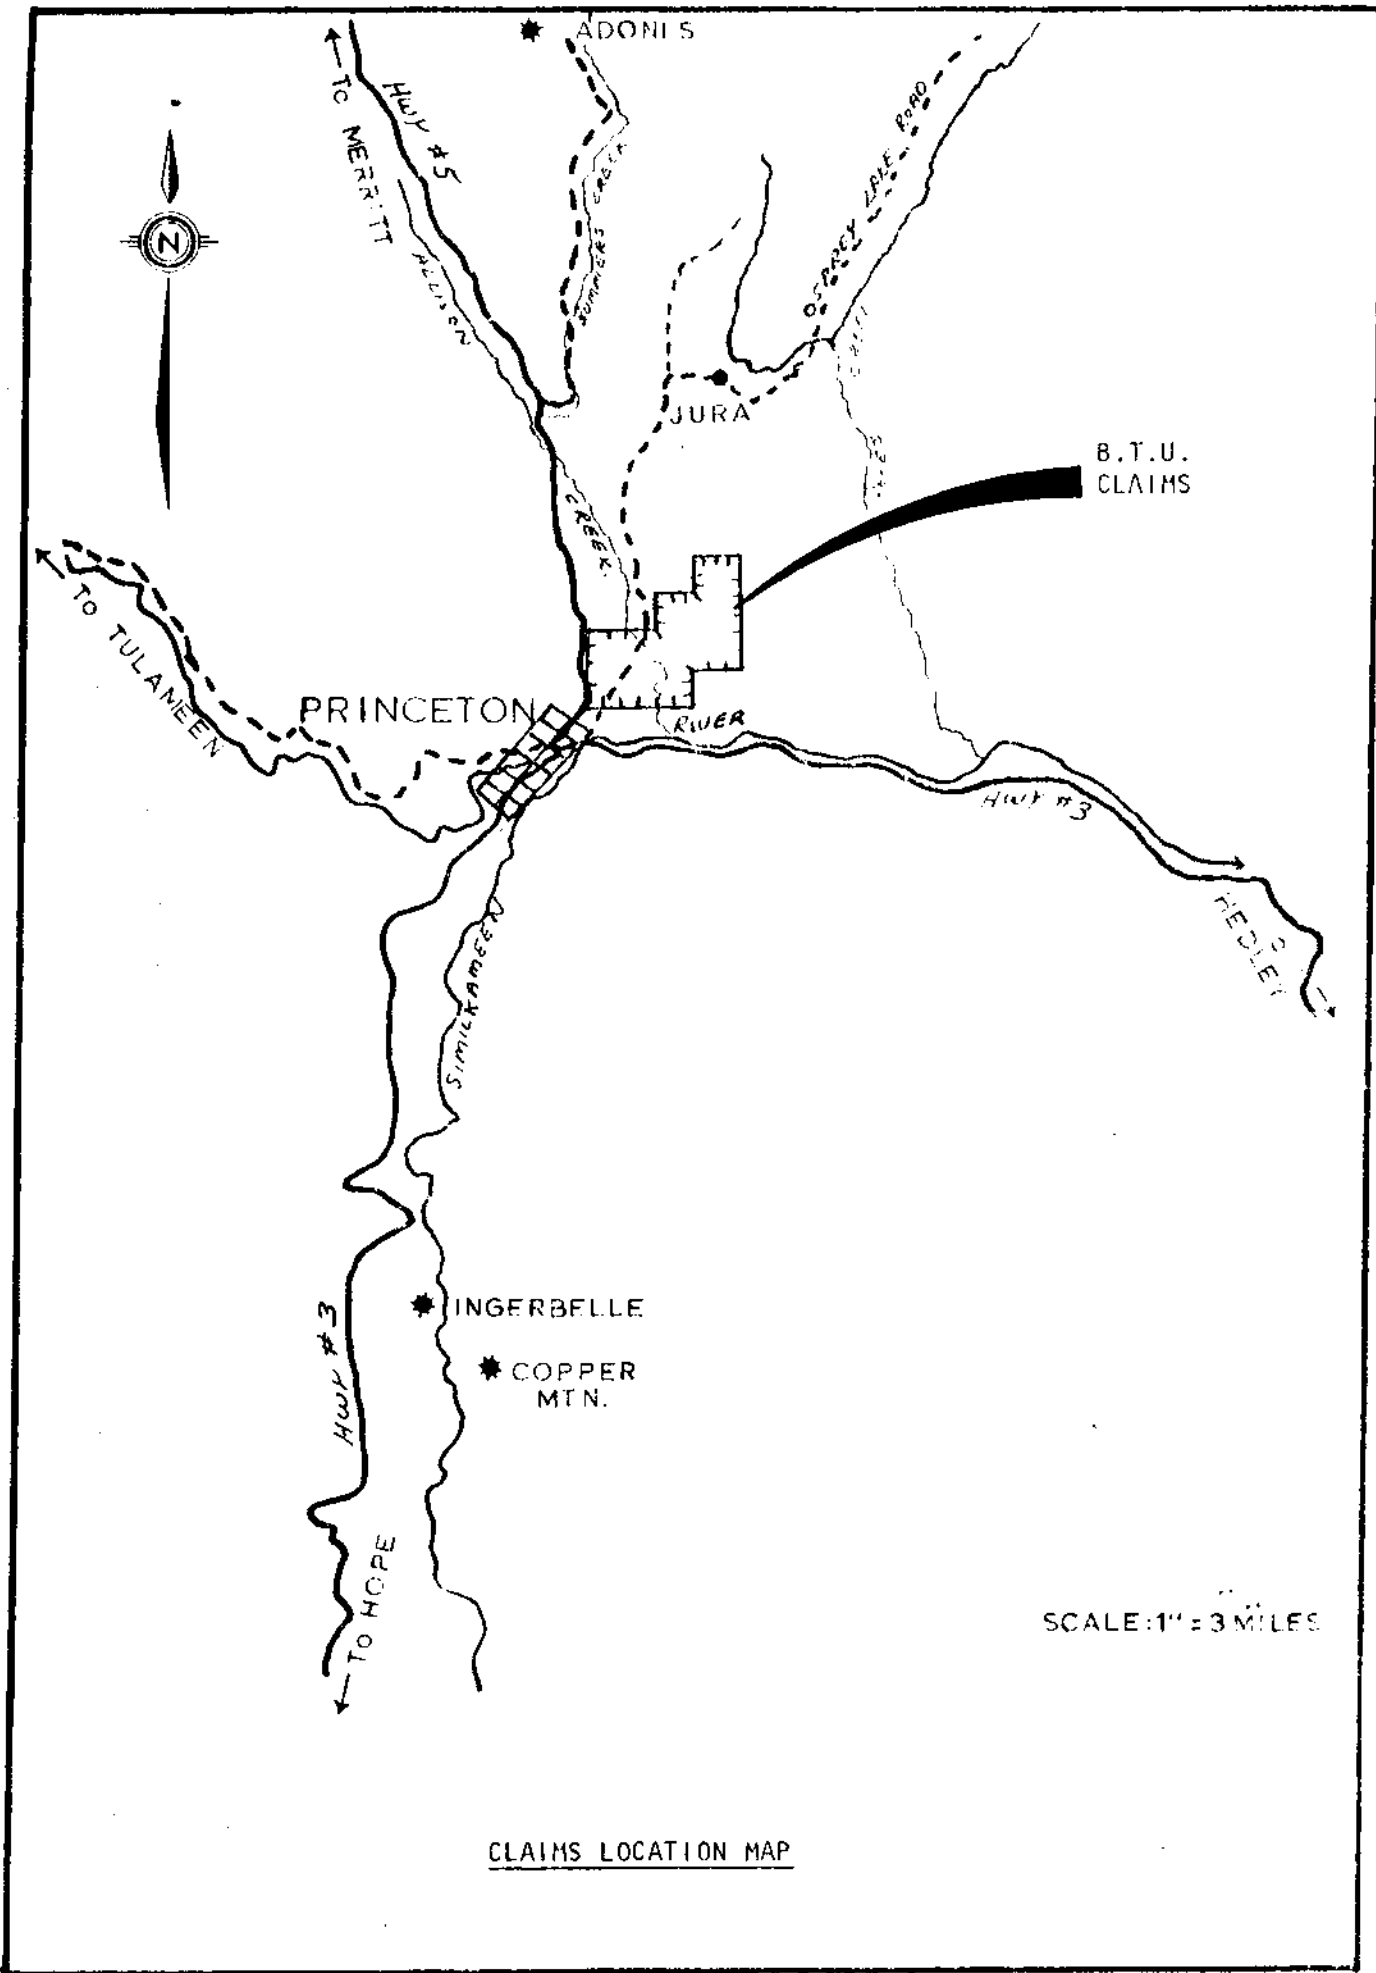 ADONIS
TO MERRITT
HWY #5
ALLISON
CREEK
SUMMERS CREEK
OSPREY LAKE ROAD
N
JURA
B.T.U.
CLAIMS
TO TULAMEEN
PRINCETON
RIVER
HWY #3
HEDLEY
SIMILKAMEEN
INGERBELLE
COPPER
MTN.
HWY #3
TO HOPE
SCALE: 1" = 3 MILES
CLAIMS LOCATION MAP